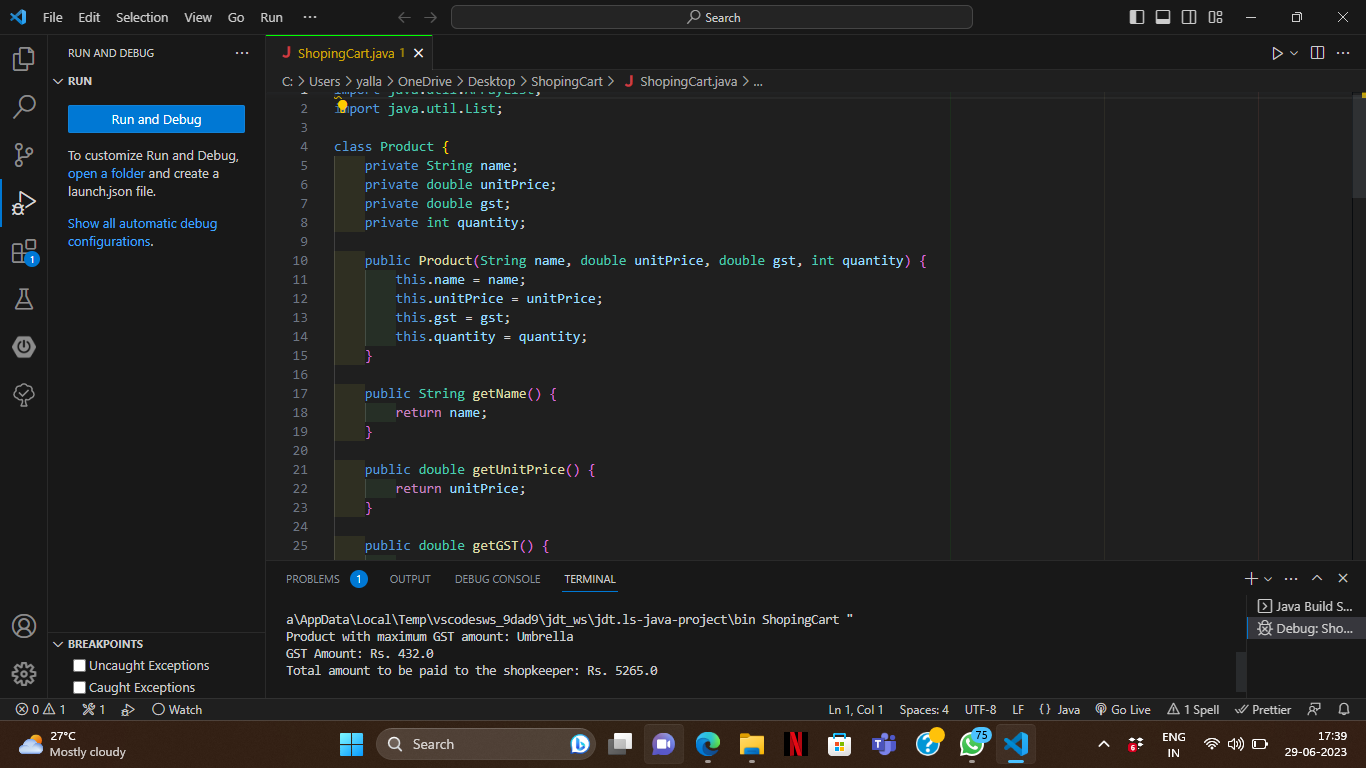 File Edit Selection View Go Run ··· Search
RUN AND DEBUG ···
RUN
Run and Debug
To customize Run and Debug,
open a folder and create a
launch.json file.
Show all automatic debug
configurations.
1
BREAKPOINTS
Uncaught Exceptions
Caught Exceptions
J ShopingCart.java 1
C: > Users > yalla > OneDrive > Desktop > ShopingCart > J ShopingCart.java > ...
1 import java.util.ArrayList;
2 import java.util.List;
3
4 class Product {
5 private String name;
6 private double unitPrice;
7 private double gst;
8 private int quantity;
9
10 public Product(String name, double unitPrice, double gst, int quantity) {
11 this.name = name;
12 this.unitPrice = unitPrice;
13 this.gst = gst;
14 this.quantity = quantity;
15 }
16
17 public String getName() {
18 return name;
19 }
20
21 public double getUnitPrice() {
22 return unitPrice;
23 }
24
25 public double getGST() {
PROBLEMS 1 OUTPUT DEBUG CONSOLE TERMINAL
a\AppData\Local\Temp\vscodesws_9dad9\jdt_ws\jdt.ls-java-project\bin ShopingCart "
Product with maximum GST amount: Umbrella
GST Amount: Rs. 432.0
Total amount to be paid to the shopkeeper: Rs. 5265.0
Java Build S...
Debug: Sho...
0 1 1 Watch Ln 1, Col 1 Spaces: 4 UTF-8 LF {} Java Go Live 1 Spell Prettier
27°C
Mostly cloudy
Search
75
6
ENG
IN
17:39
29-06-2023